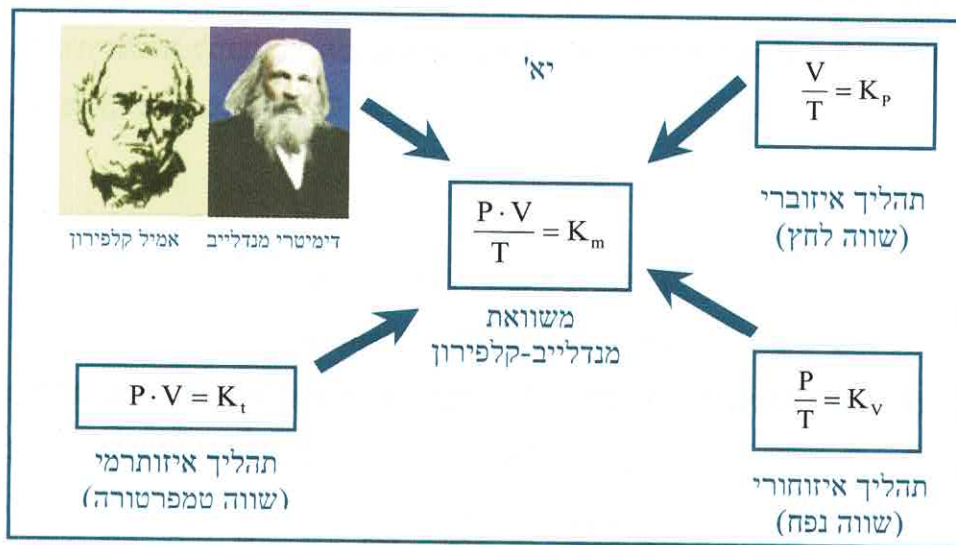 יא'
V/T = K_P
תהליך איזוברי
(שווה לחץ)
דימיטרי מנדלייב
אמיל קלפירון
P · V/T = K_m
משוואת
מנדלייב-קלפירון
P · V = K_t
תהליך איזותרמי
(שווה טמפרטורה)
P/T = K_V
תהליך איזוחורי
(שווה נפח)